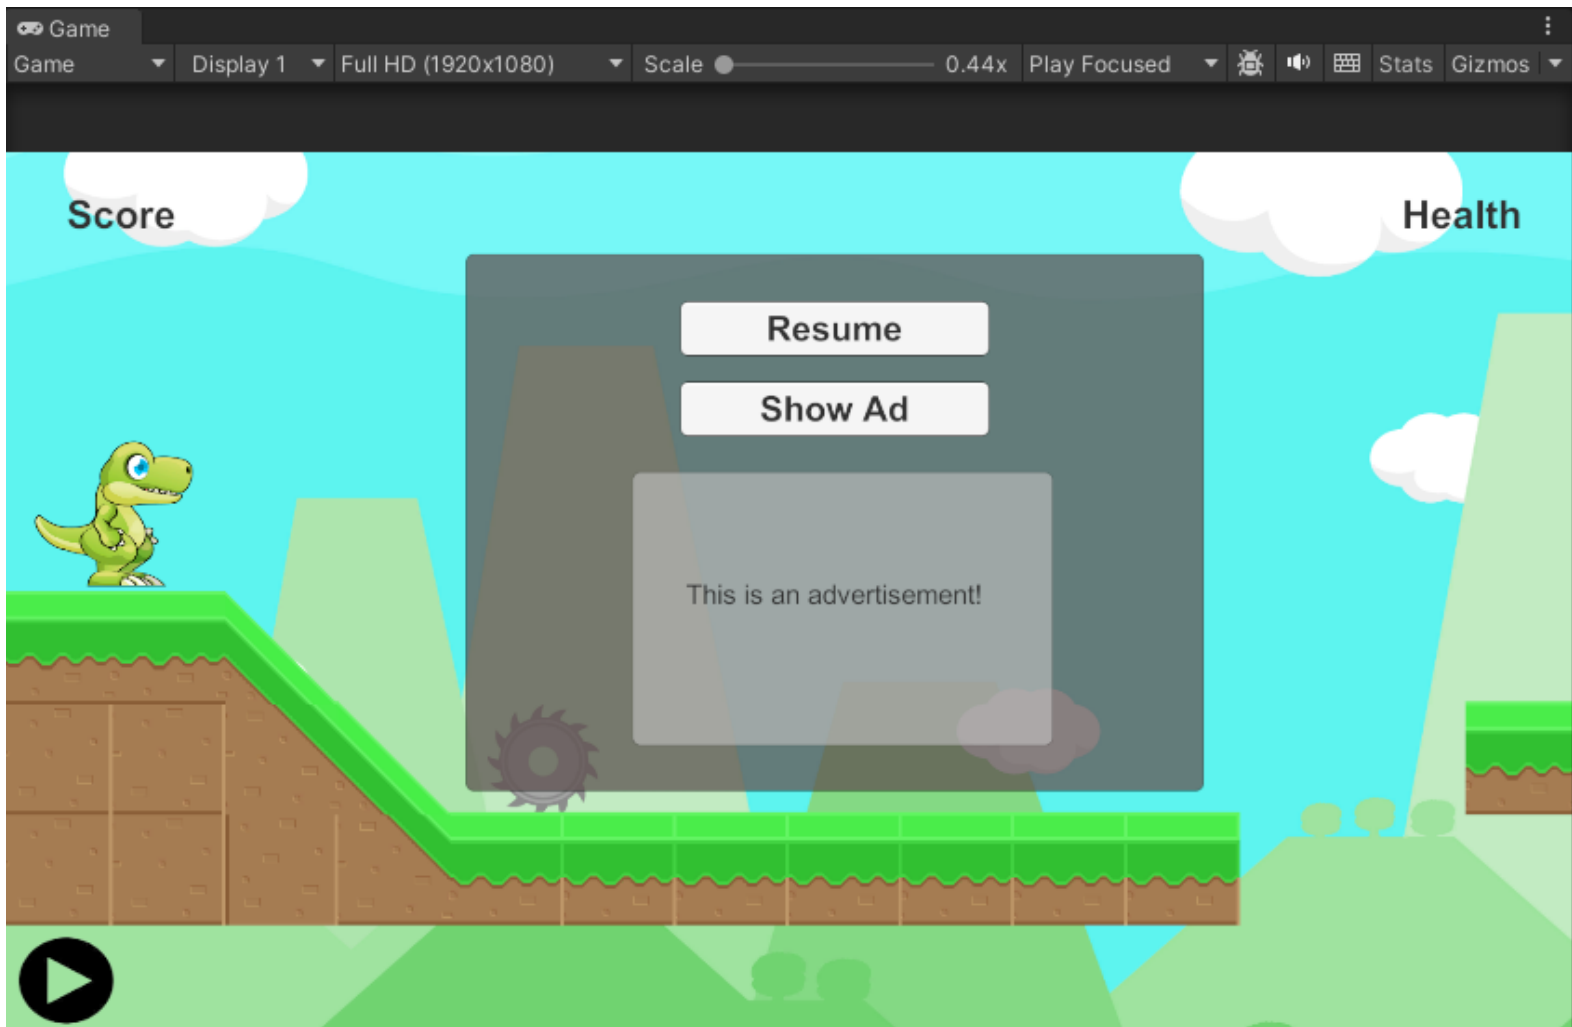 Game
Game Display 1 Full HD (1920x1080) Scale 0.44x Play Focused Stats Gizmos
Score Health
Resume
Show Ad
This is an advertisement!